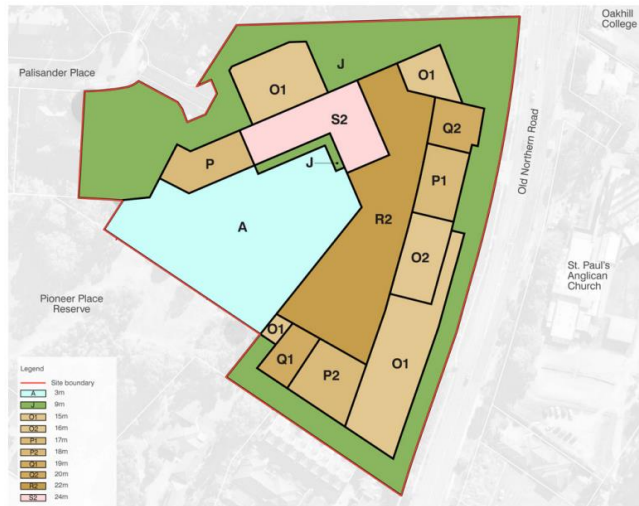 Oakhill
College
Palisander Place
J
O1
O1
S2
Q2
Old Northern Road
P
J
P1
R2
A
O2
St. Paul's
Anglican
Church
Pioneer Place
Reserve
O1
O1
Q1
P2
Legend
Site boundary
A 3m
J 9m
O1 15m
O2 16m
P1 17m
P2 18m
Q1 19m
Q2 20m
R2 22m
S2 24m